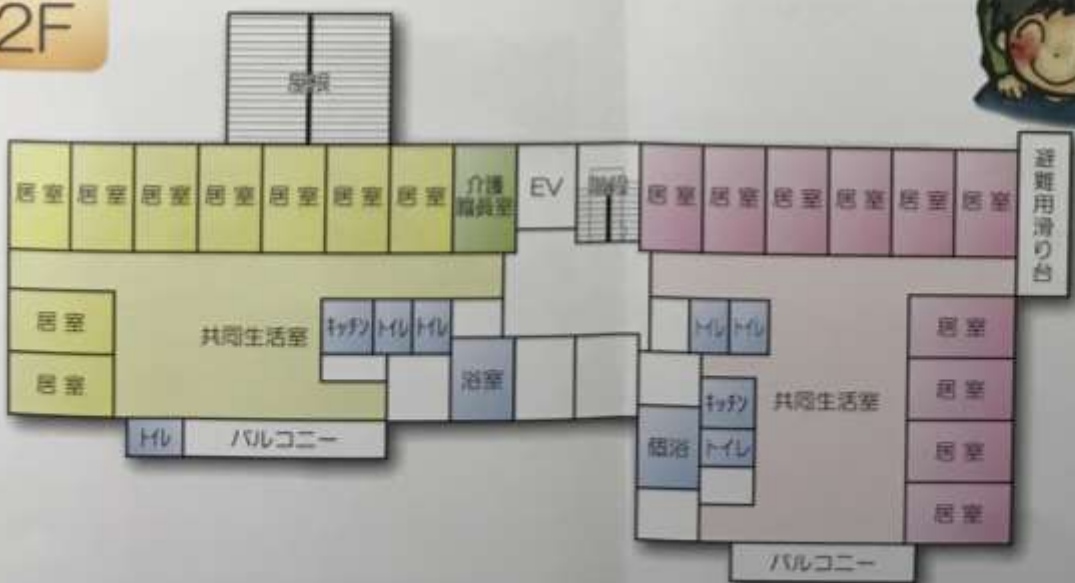 2F
屋根
居室 居室 居室 居室 居室 居室 居室 介護職員室 EV 階段 居室 居室 居室 居室 居室 居室 避難用滑り台
居室 共同生活室 キッチン トイレ トイレ トイレ トイレ 居室
居室 浴室 キッチン 共同生活室 居室
トイレ バルコニー 個浴 トイレ 居室
居室
バルコニー